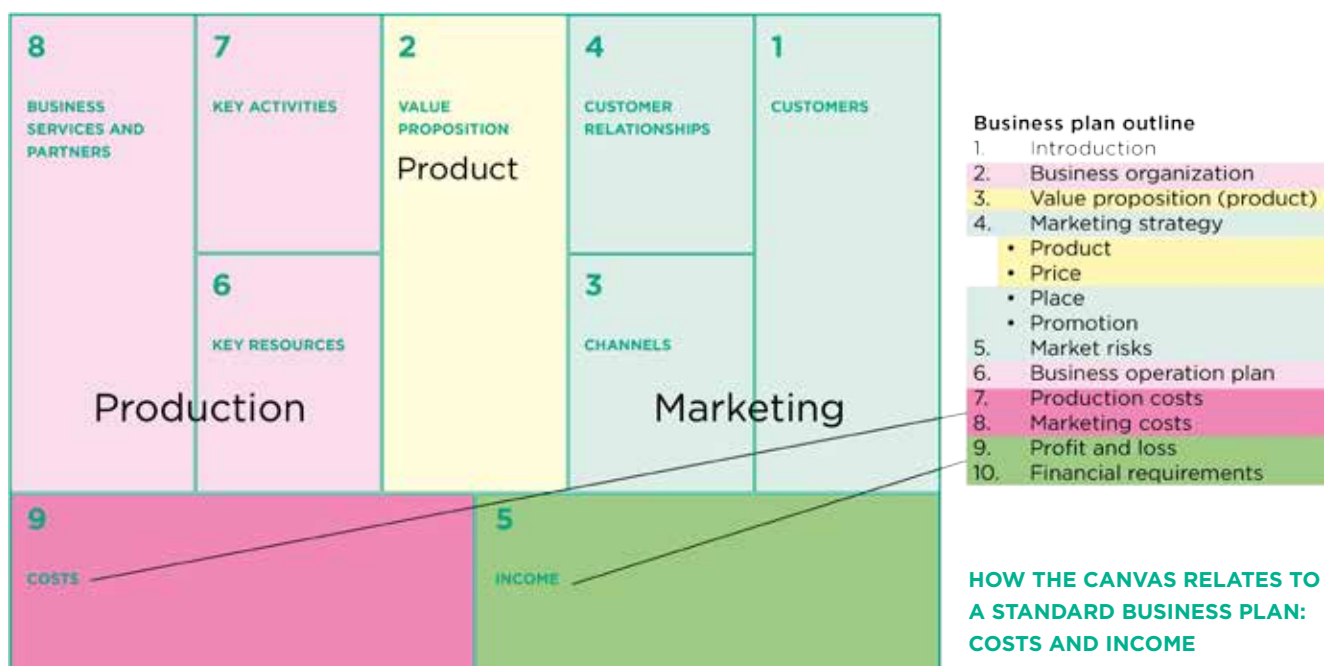 8
BUSINESS
SERVICES AND
PARTNERS
7
KEY ACTIVITIES
6
KEY RESOURCES
Production
2
VALUE
PROPOSITION
Product
4
CUSTOMER
RELATIONSHIPS
3
CHANNELS
1
CUSTOMERS
Marketing
9
COSTS
5
INCOME
Business plan outline
1. Introduction
2. Business organization
3. Value proposition (product)
4. Marketing strategy
• Product
• Price
• Place
• Promotion
5. Market risks
6. Business operation plan
7. Production costs
8. Marketing costs
9. Profit and loss
10. Financial requirements
HOW THE CANVAS RELATES TO
A STANDARD BUSINESS PLAN:
COSTS AND INCOME